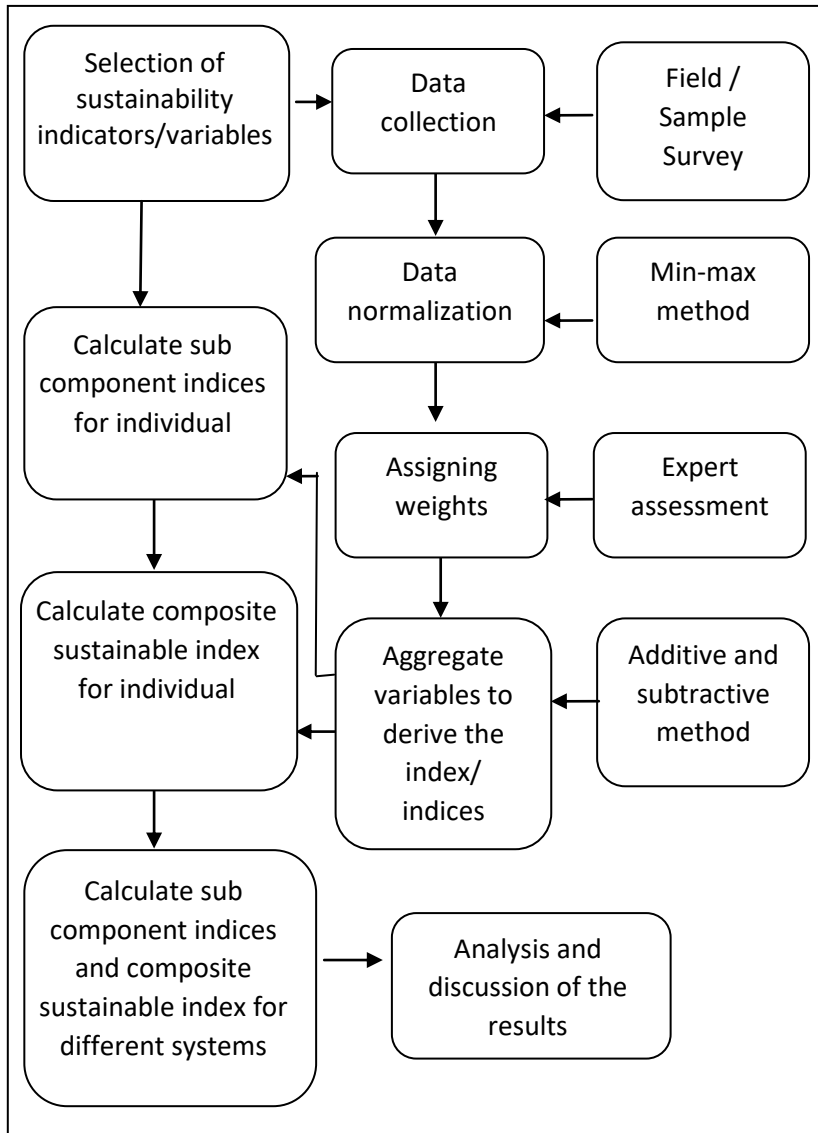 Selection of
sustainability
indicators/variables
Data
collection
Field /
Sample
Survey
Data
normalization
Min-max
method
Calculate sub
component indices
for individual
Assigning
weights
Expert
assessment
Calculate composite
sustainable index
for individual
Aggregate
variables to
derive the
index/
indices
Additive and
subtractive
method
Calculate sub
component indices
and composite
sustainable index for
different systems
Analysis and
discussion of the
results